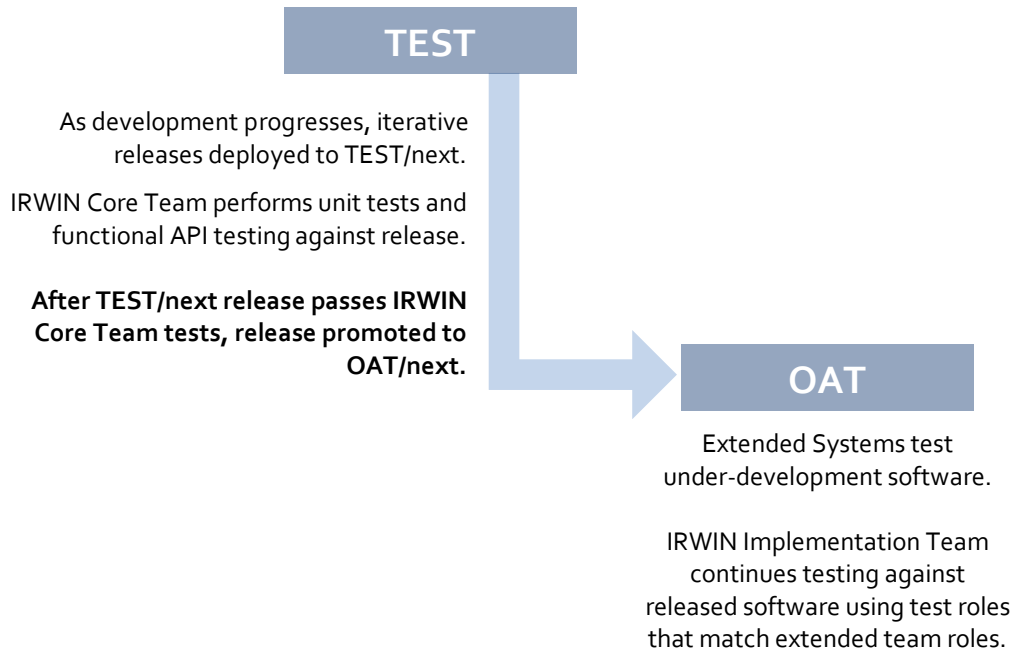 TEST
As development progresses, iterative
releases deployed to TEST/next.
IRWIN Core Team performs unit tests and
functional API testing against release.
After TEST/next release passes IRWIN
Core Team tests, release promoted to
OAT/next.
OAT
Extended Systems test
under-development software.
IRWIN Implementation Team
continues testing against
released software using test roles
that match extended team roles.